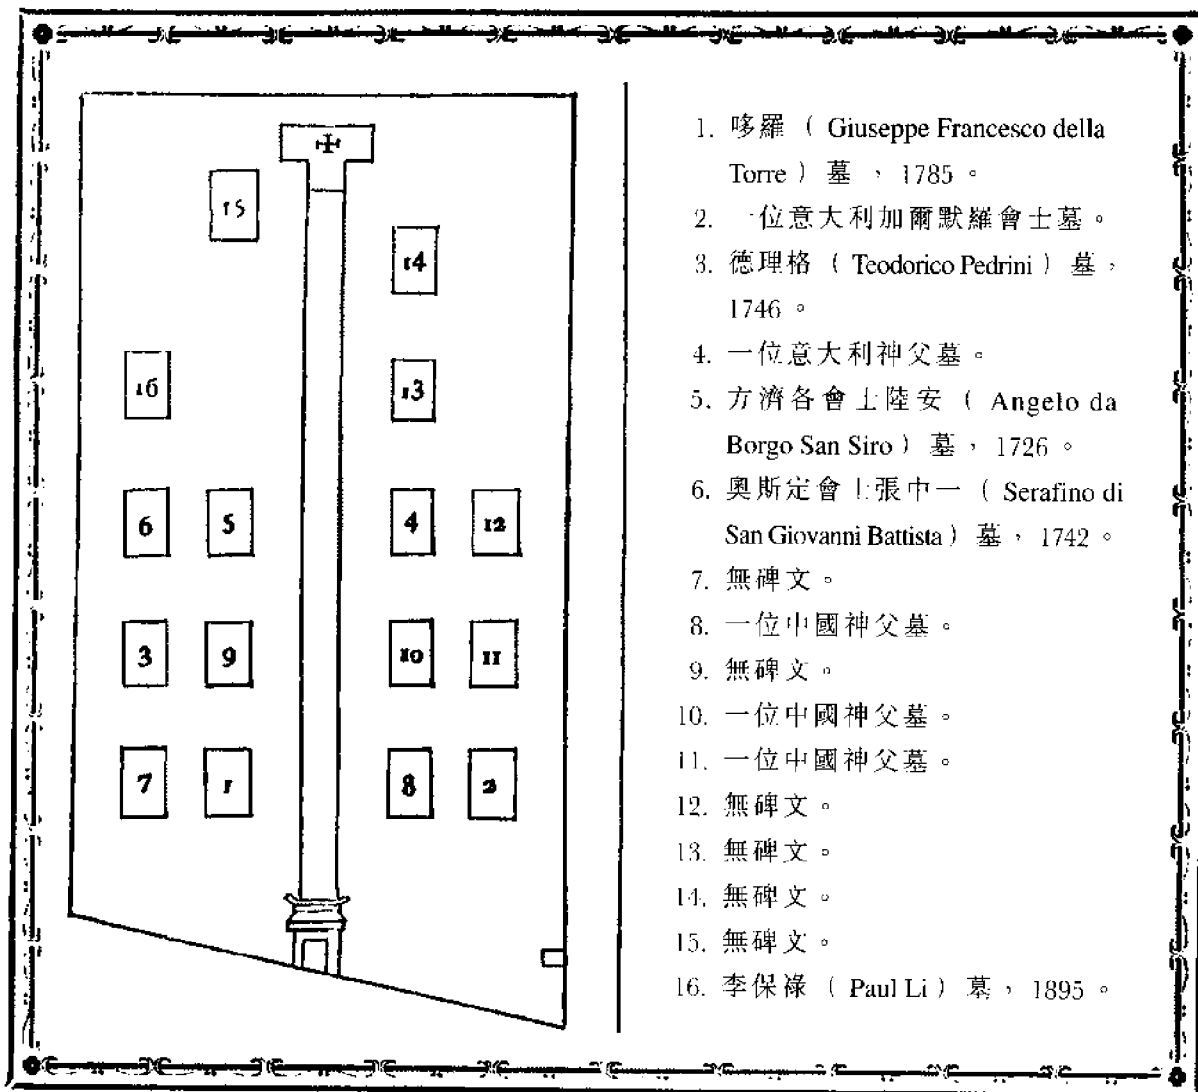 15
14
16
13
6 5 4 12
3 9 10 11
7 1 8 2
1. 哆羅 ( Giuseppe Francesco della
Torre ) 墓 , 1785 。
2. 一位意大利加爾默羅會士墓。
3. 德理格 ( Teodorico Pedrini ) 墓 ,
1746 。
4. 一位意大利神父墓。
5. 方濟各會士陸安 ( Angelo da
Borgo San Siro ) 墓 , 1726 。
6. 奧斯定會士張中一 ( Serafino di
San Giovanni Battista ) 墓 , 1742 。
7. 無碑文。
8. 一位中國神父墓。
9. 無碑文。
10. 一位中國神父墓。
11. 一位中國神父墓。
12. 無碑文。
13. 無碑文。
14. 無碑文。
15. 無碑文。
16. 李保祿 ( Paul Li ) 墓 , 1895 。